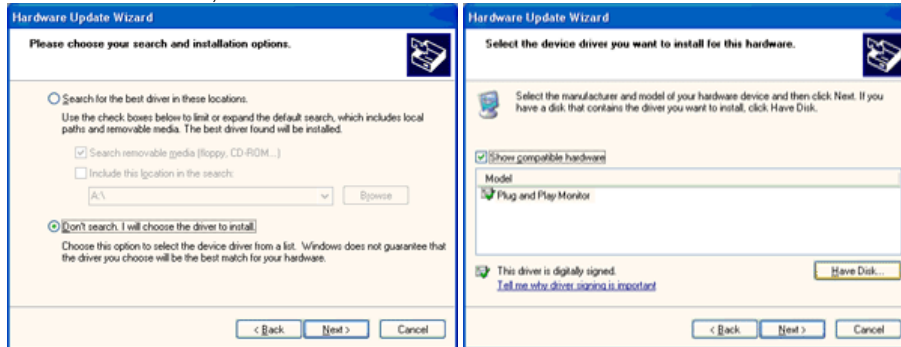 Hardware Update Wizard
Please choose your search and installation options.
Search for the best driver in these locations.
Use the check boxes below to limit or expand the default search, which includes local
paths and removable media. The best driver found will be installed.
Search removable media (floppy, CD-ROM...)
Include this location in the search:
A:\
Browse
Don't search. I will choose the driver to install.
Choose this option to select the device driver from a list. Windows does not guarantee that
the driver you choose will be the best match for your hardware.
< Back
Next >
Cancel
Hardware Update Wizard
Select the device driver you want to install for this hardware.
Select the manufacturer and model of your hardware device and then click Next. If you
have a disk that contains the driver you want to install, click Have Disk.
Show compatible hardware
Model
Plug and Play Monitor
This driver is digitally signed.
Tell me why driver signing is important
Have Disk...
< Back
Next >
Cancel